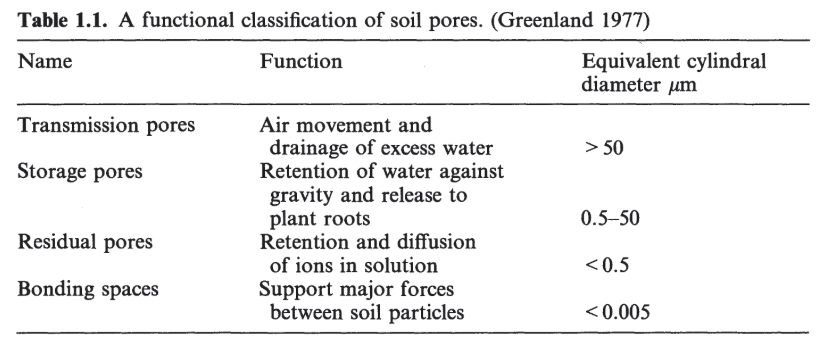 Table 1.1. A functional classification of soil pores. (Greenland 1977)
Name Function Equivalent cylindral
diameter μm
Transmission pores Air movement and
drainage of excess water > 50
Storage pores Retention of water against
gravity and release to
plant roots 0.5–50
Residual pores Retention and diffusion
of ions in solution < 0.5
Bonding spaces Support major forces
between soil particles < 0.005